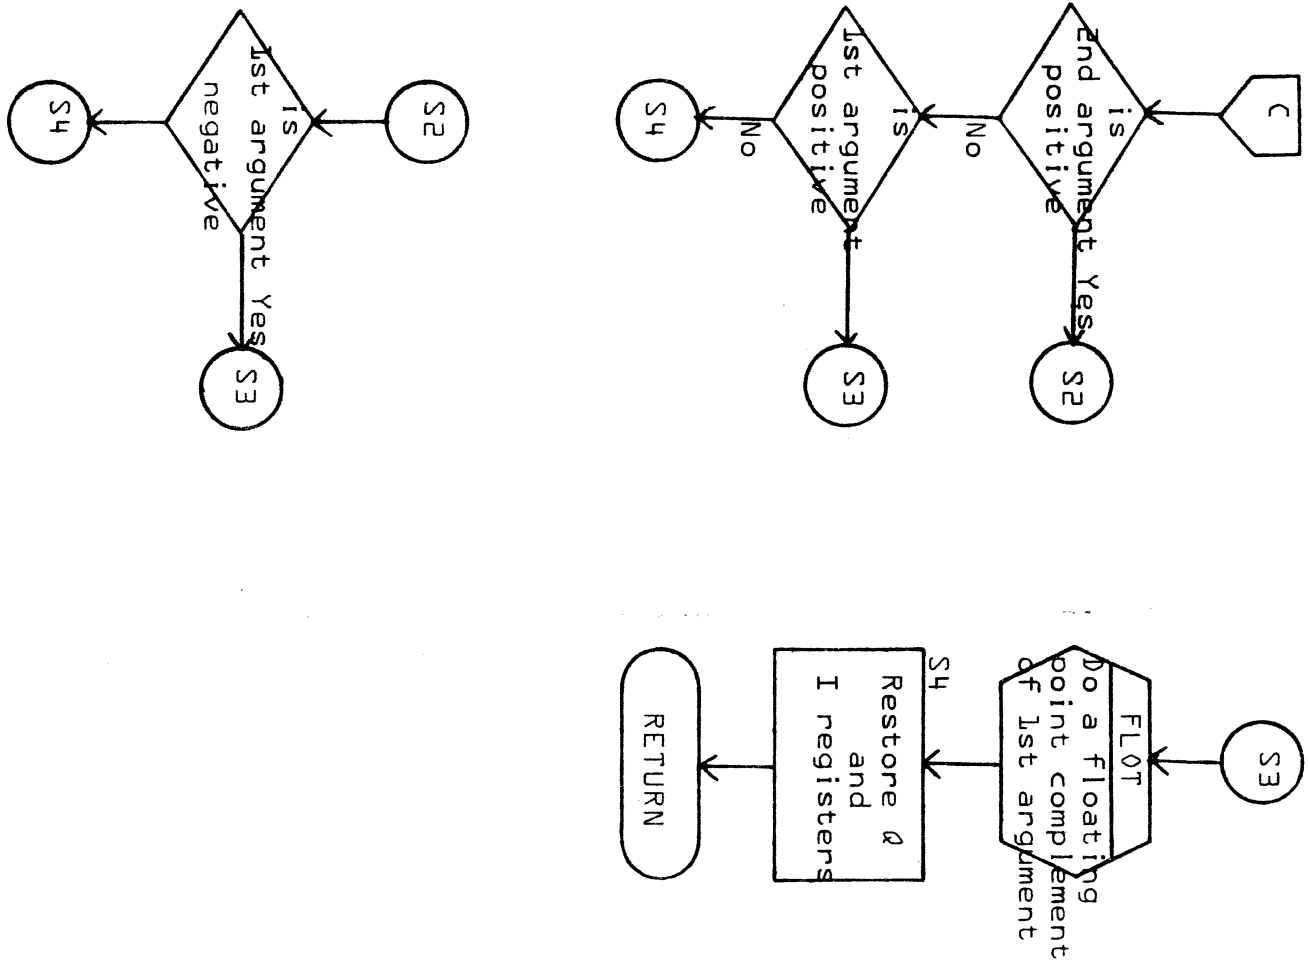 C
is
2nd argument
positive
Yes
S2
No
is
1st argument
positive
S3
No
S4
S2
is
1st argument
negative
Yes
S3
S4
S3
FLOT
Do a floating
point complement
of 1st argument
S4
Restore Q
and
I registers
RETURN